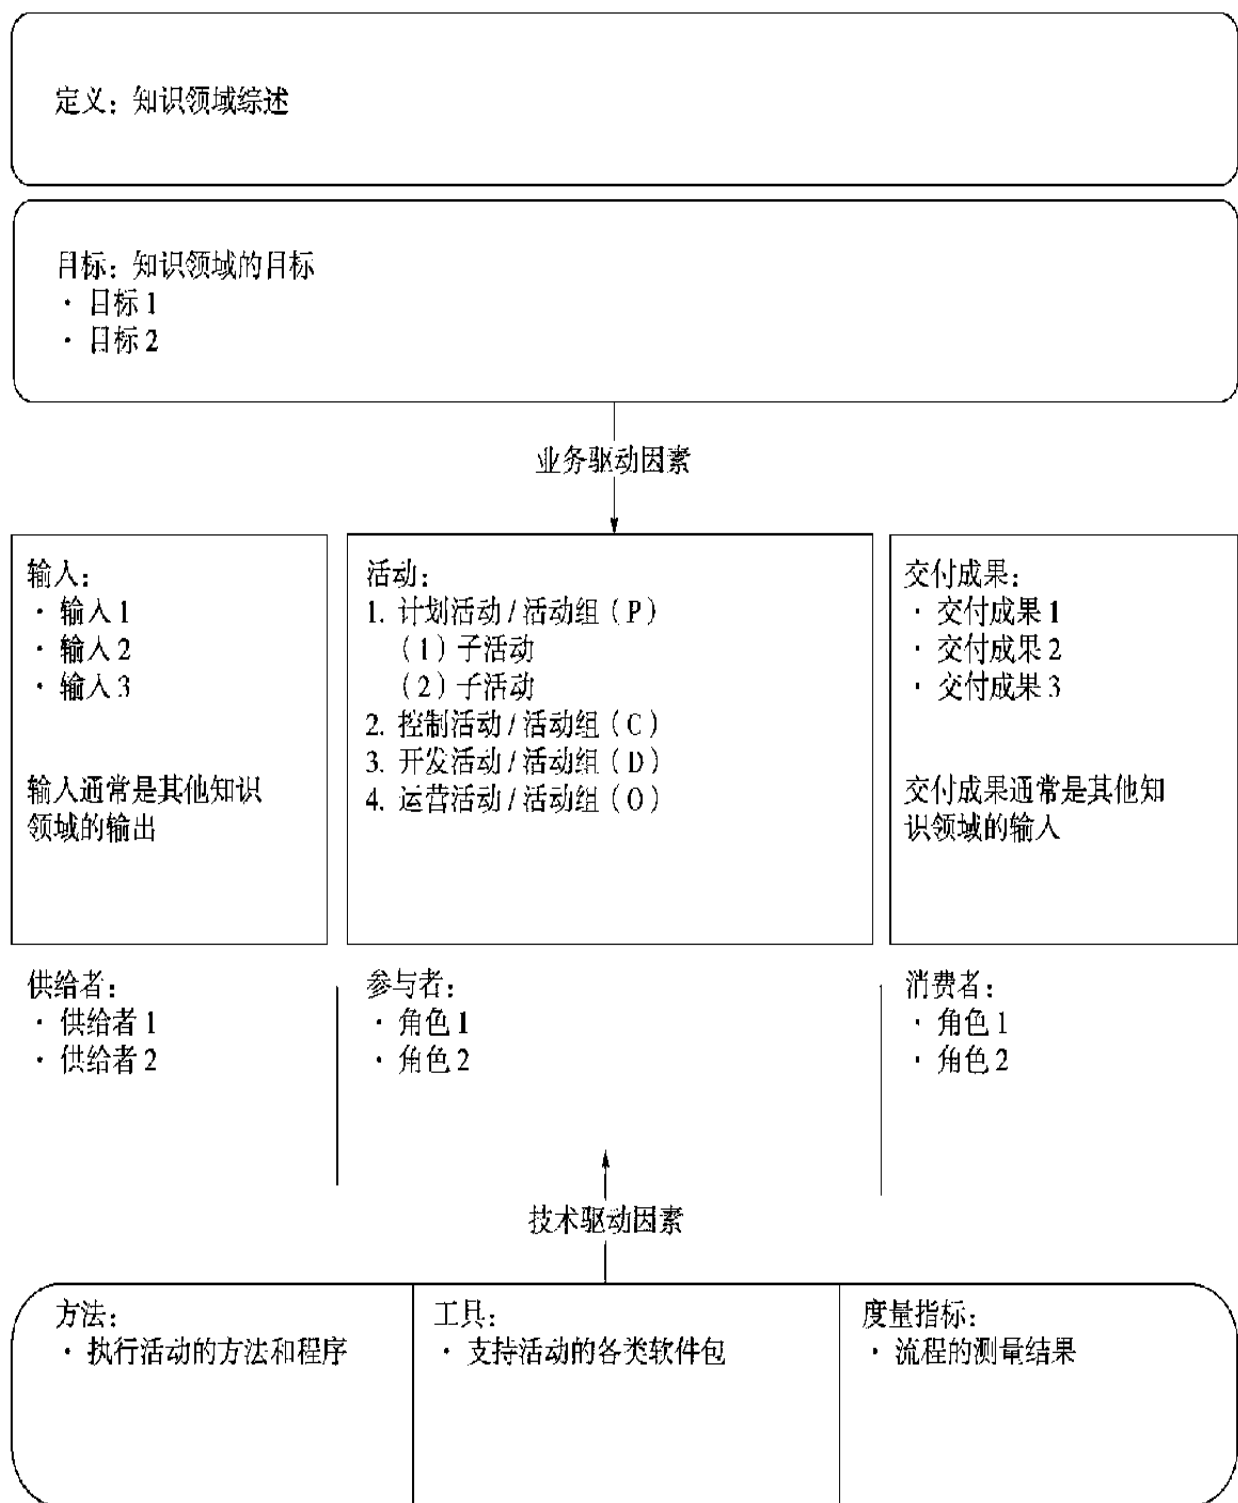 定义：知识领域综述
目标：知识领域的目标
· 目标 1
· 目标 2
业务驱动因素
输入：
· 输入 1
· 输入 2
· 输入 3
输入通常是其他知识
领域的输出
活动：
1. 计划活动 / 活动组（P）
（1）子活动
（2）子活动
2. 控制活动 / 活动组（C）
3. 开发活动 / 活动组（D）
4. 运营活动 / 活动组（O）
交付成果：
· 交付成果 1
· 交付成果 2
· 交付成果 3
交付成果通常是其他知
识领域的输入
供给者：
· 供给者 1
· 供给者 2
参与者：
· 角色 1
· 角色 2
消费者：
· 角色 1
· 角色 2
技术驱动因素
方法：
· 执行活动的方法和程序
工具：
· 支持活动的各类软件包
度量指标：
· 流程的测量结果